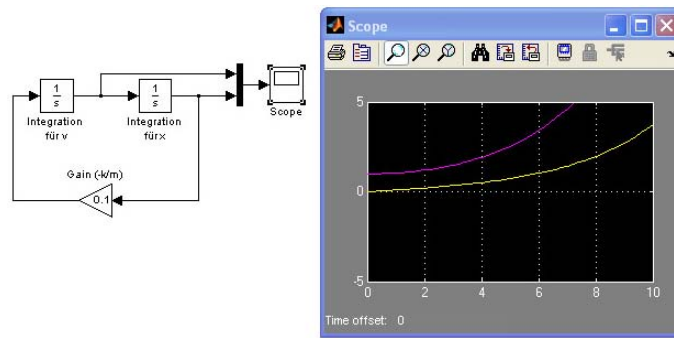 1
s
Integration
für v
1
s
Integration
für x
Scope
Gain (-k/m)
0.1
Scope
5
0
-5
0 2 4 6 8 10
Time offset: 0